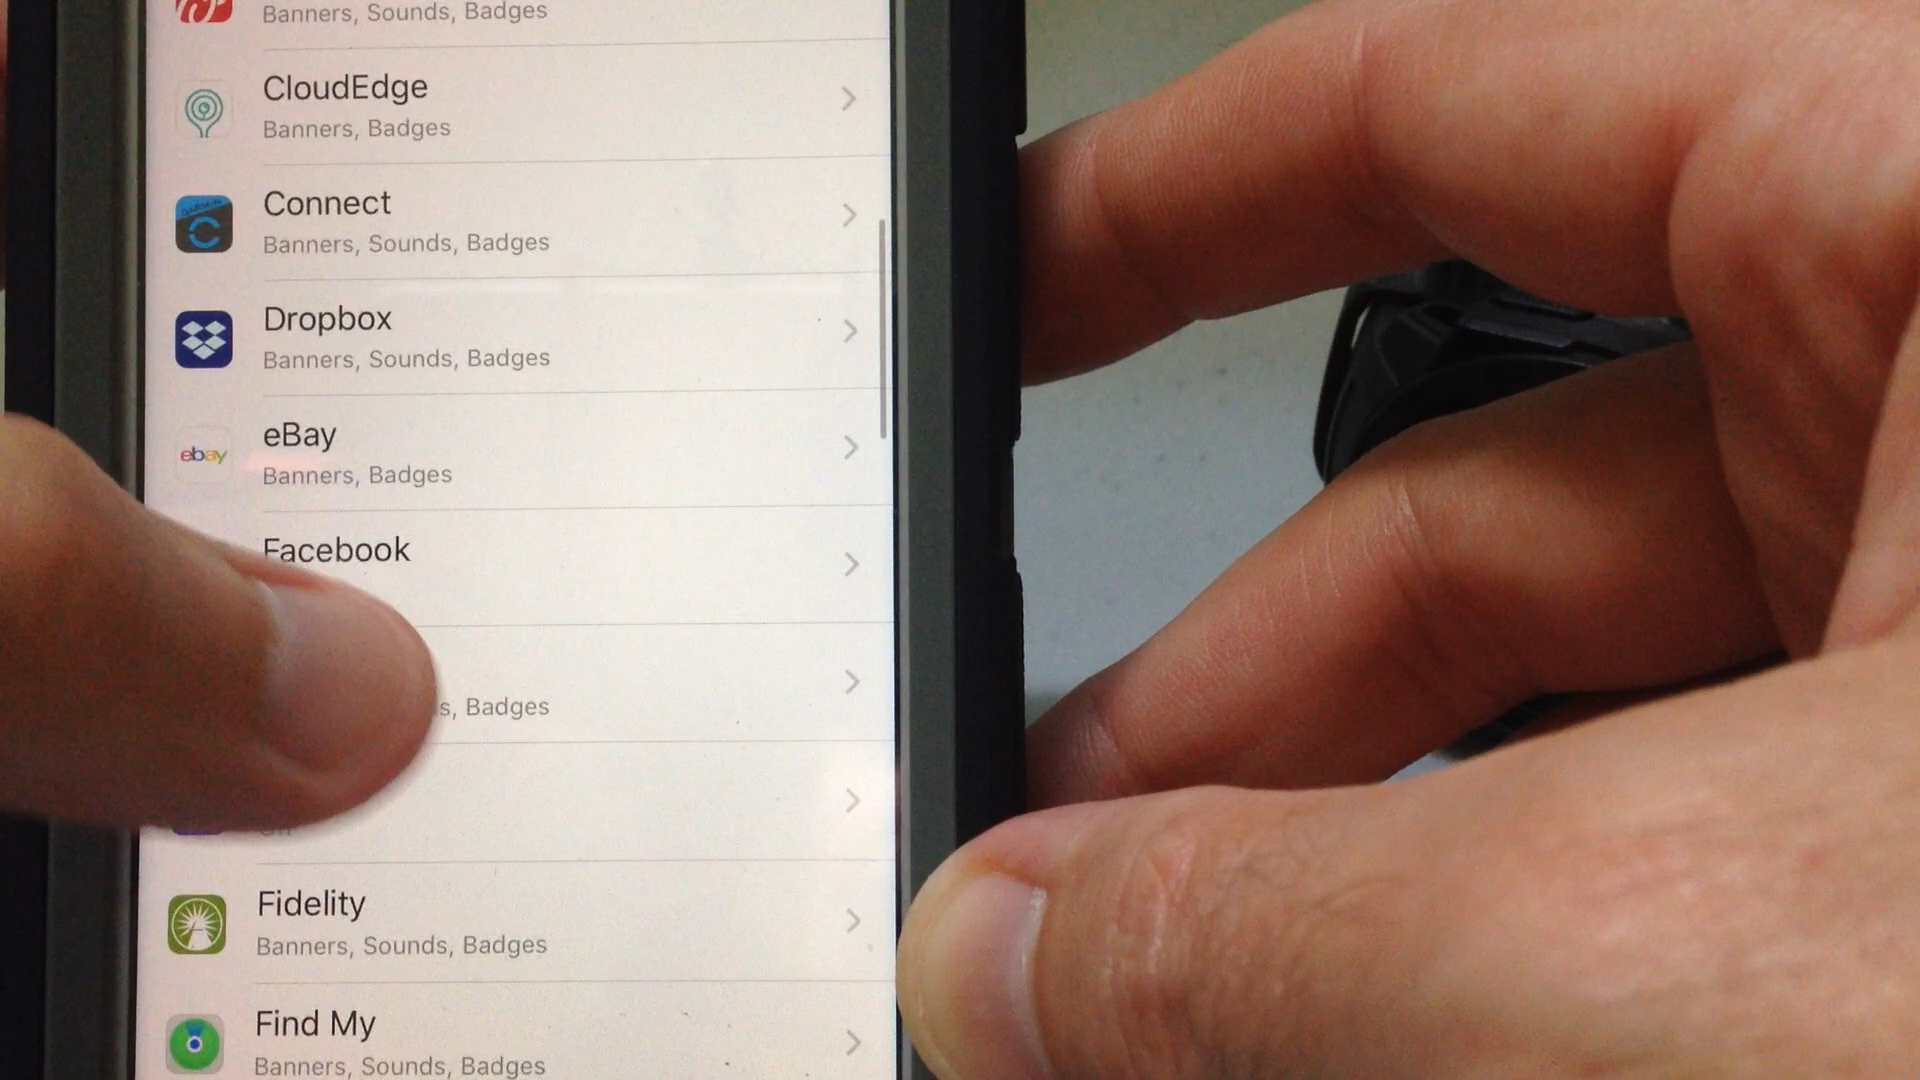 Banners, Sounds, Badges
CloudEdge
Banners, Badges
GARMIN
Connect
Banners, Sounds, Badges
Dropbox
Banners, Sounds, Badges
ebay
eBay
Banners, Badges
Facebook
Badges
Fidelity
Banners, Sounds, Badges
Find My
Banners, Sounds, Badges